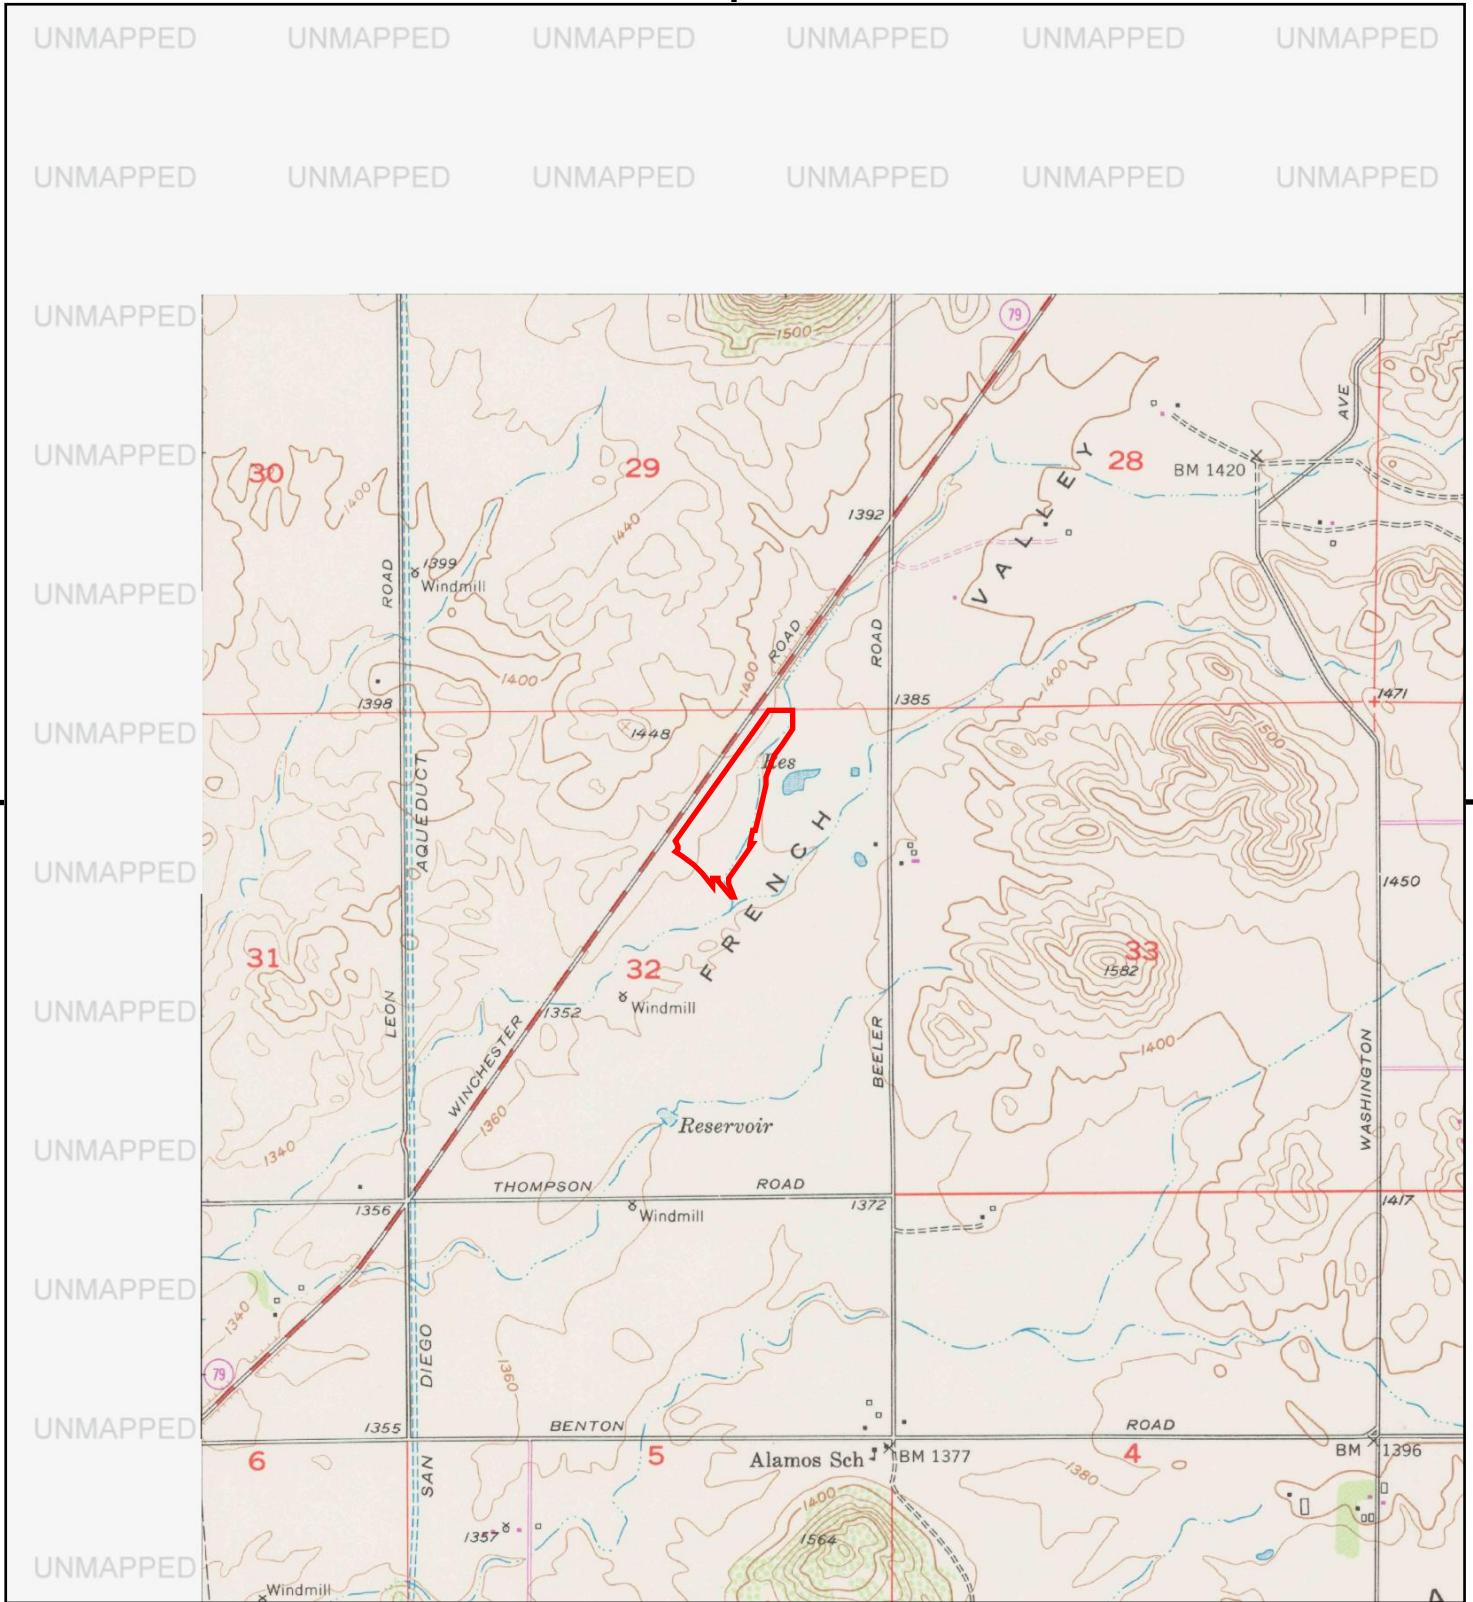 UNMAPPED UNMAPPED UNMAPPED UNMAPPED UNMAPPED UNMAPPED
UNMAPPED UNMAPPED UNMAPPED UNMAPPED UNMAPPED UNMAPPED
UNMAPPED
79
1500
AVE
UNMAPPED
30
29
28
BM 1420
1400
1440
1392
VALLEY
1399
Windmill
ROAD
UNMAPPED
ROAD
ROAD
1400
1400
1400
1398
1385
1471
UNMAPPED
1448
1500
Res
AQUEDUCT
FRENCH
UNMAPPED
1450
31
32
33
1582
UNMAPPED
LEON
1352
Windmill
WINCHESTER
BEELER
1400
WASHINGTON
1360
Reservoir
UNMAPPED
1340
THOMPSON ROAD
1356
Windmill
1372
1417
UNMAPPED
1340
DIEGO
1360
79
UNMAPPED
1355
BENTON ROAD
6
5
4
Alamos Sch
BM 1377
BM 1396
SAN
1380
1400
1357
1564
UNMAPPED
Windmill